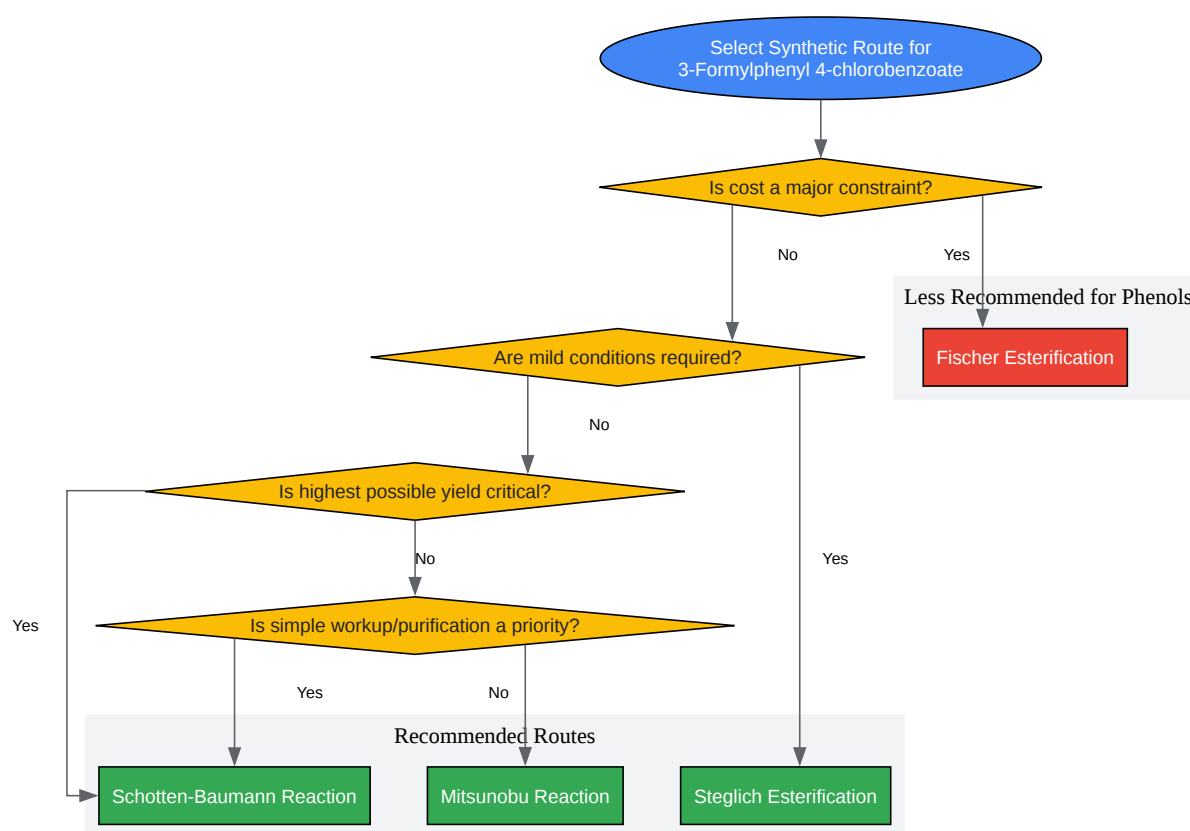 Select Synthetic Route for
3-Formylphenyl 4-chlorobenzoate
Is cost a major constraint?
No
Yes
Less Recommended for Phenols
Fischer Esterification
Are mild conditions required?
No
Yes
Is highest possible yield critical?
No
Yes
Is simple workup/purification a priority?
Yes
No
Recommended Routes
Schotten-Baumann Reaction
Mitsunobu Reaction
Steglich Esterification